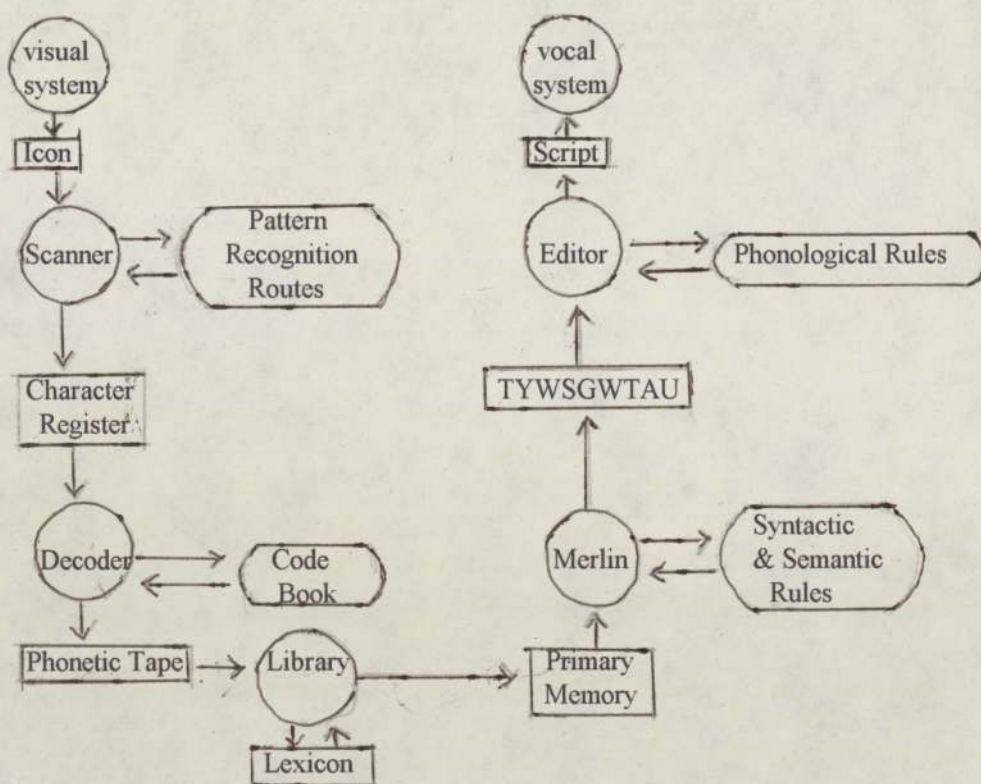 visual
system
Icon
Scanner
Pattern
Recognition
Routes
Character
Register
Decoder
Code
Book
Phonetic Tape
Library
Lexicon
vocal
system
Script
Editor
Phonological Rules
TYWSGWTAU
Merlin
Syntactic
& Semantic
Rules
Primary
Memory